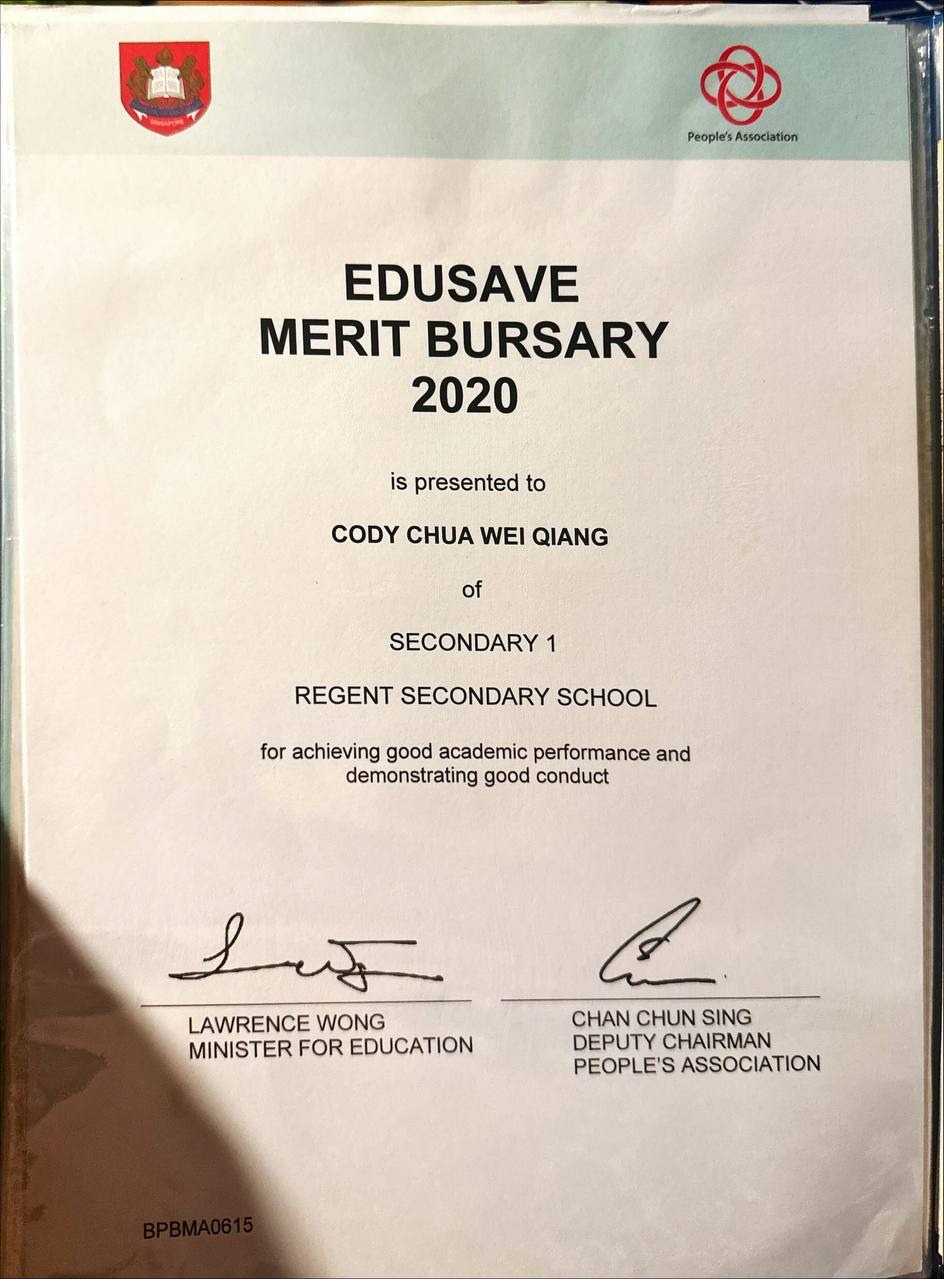 SINGAPORE
People's Association
EDUSAVE
MERIT BURSARY
2020
is presented to
CODY CHUA WEI QIANG
of
SECONDARY 1
REGENT SECONDARY SCHOOL
for achieving good academic performance and
demonstrating good conduct
LAWRENCE WONG
MINISTER FOR EDUCATION
CHAN CHUN SING
DEPUTY CHAIRMAN
PEOPLE'S ASSOCIATION
BPBMA0615